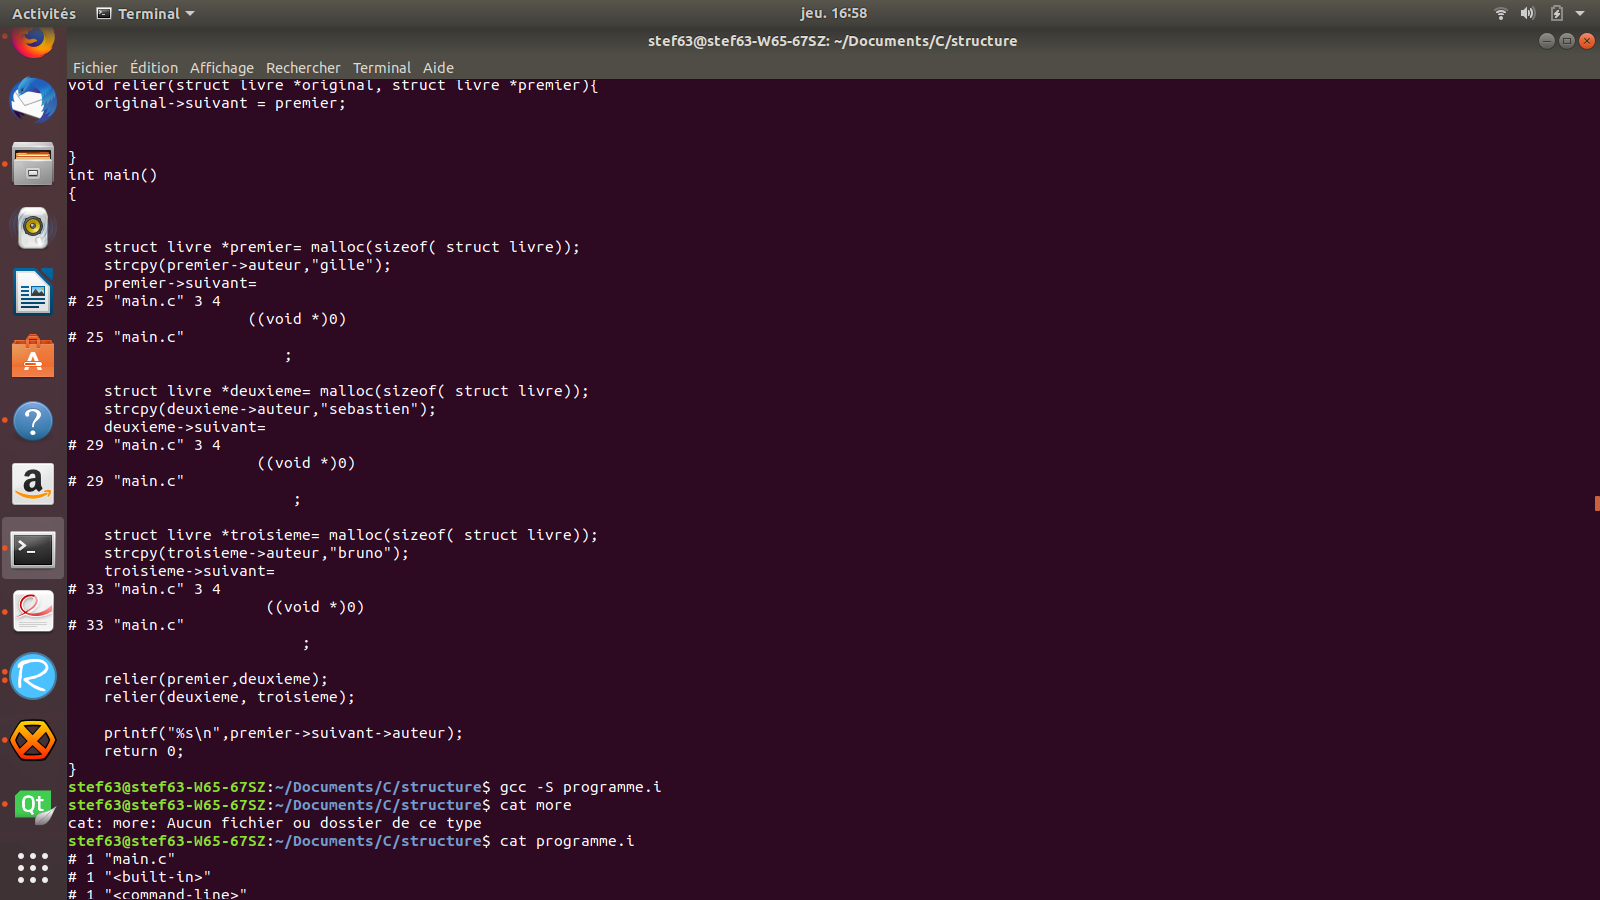 Activités Terminal jeu. 16:58
stef63@stef63-W65-67SZ: ~/Documents/C/structure
Fichier Édition Affichage Rechercher Terminal Aide
void relier(struct livre *original, struct livre *premier){
   original->suivant = premier;
}
int main()
{
    struct livre *premier= malloc(sizeof( struct livre));
    strcpy(premier->auteur,"gille");
    premier->suivant=
# 25 "main.c" 3 4
                    ((void *)0)
# 25 "main.c"
                        ;
    struct livre *deuxieme= malloc(sizeof( struct livre));
    strcpy(deuxieme->auteur,"sebastien");
    deuxieme->suivant=
# 29 "main.c" 3 4
                     ((void *)0)
# 29 "main.c"
                         ;
    struct livre *troisieme= malloc(sizeof( struct livre));
    strcpy(troisieme->auteur,"bruno");
    troisieme->suivant=
# 33 "main.c" 3 4
                      ((void *)0)
# 33 "main.c"
                          ;
    relier(premier,deuxieme);
    relier(deuxieme, troisieme);
    printf("%s\n",premier->suivant->auteur);
    return 0;
}
stef63@stef63-W65-67SZ:~/Documents/C/structure$ gcc -S programme.i
stef63@stef63-W65-67SZ:~/Documents/C/structure$ cat more
cat: more: Aucun fichier ou dossier de ce type
stef63@stef63-W65-67SZ:~/Documents/C/structure$ cat programme.i
# 1 "main.c"
# 1 "<built-in>"
# 1 "<command-line>"